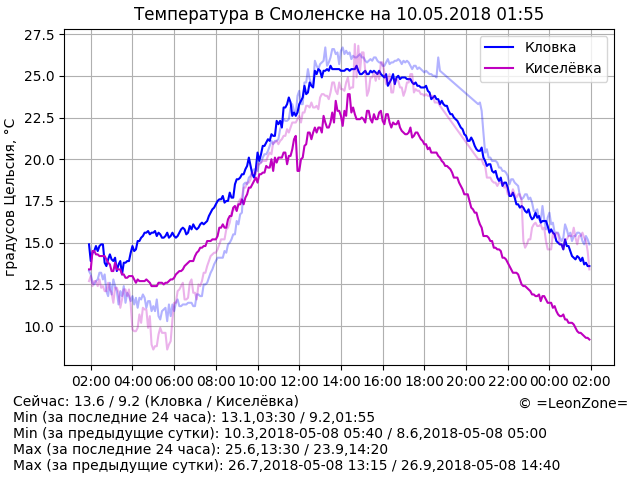 Температура в Смоленске на 10.05.2018 01:55
градусов Цельсия, °C
27.5
25.0
22.5
20.0
17.5
15.0
12.5
10.0
Кловка
Киселёвка
02:00 04:00 06:00 08:00 10:00 12:00 14:00 16:00 18:00 20:00 22:00 00:00 02:00
Сейчас: 13.6 / 9.2 (Кловка / Киселёвка)
© =LeonZone=
Min (за последние 24 часа): 13.1,03:30 / 9.2,01:55
Min (за предыдущие сутки): 10.3,2018-05-08 05:40 / 8.6,2018-05-08 05:00
Max (за последние 24 часа): 25.6,13:30 / 23.9,14:20
Max (за предыдущие сутки): 26.7,2018-05-08 13:15 / 26.9,2018-05-08 14:40